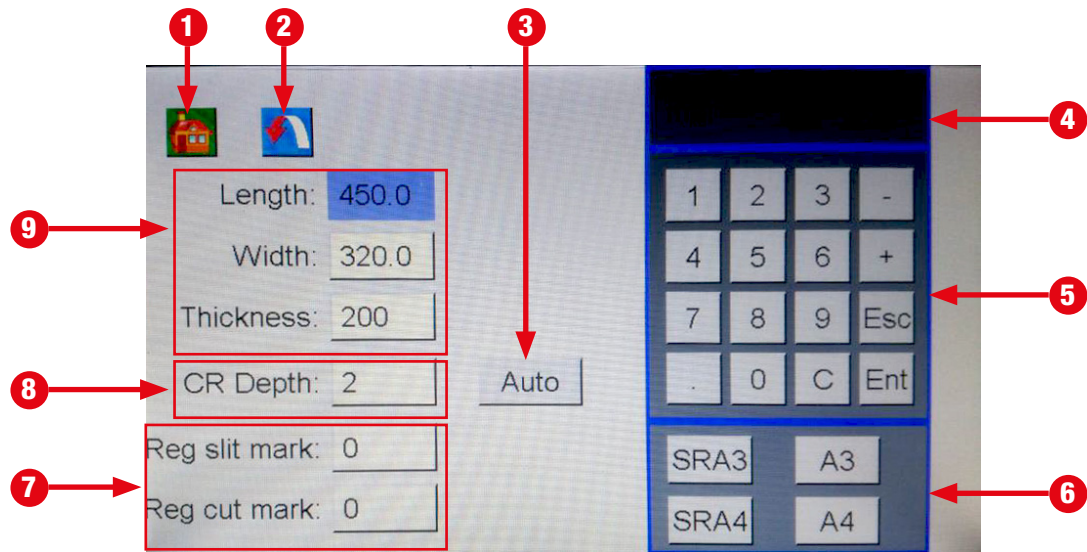 1 2 3
4
Length: 450.0
1 2 3 -
9
Width: 320.0
4 5 6 +
5
Thickness: 200
7 8 9 Esc
8
CR Depth: 2
Auto
. 0 C Ent
Reg slit mark: 0
SRA3 A3
7
6
Reg cut mark: 0
SRA4 A4